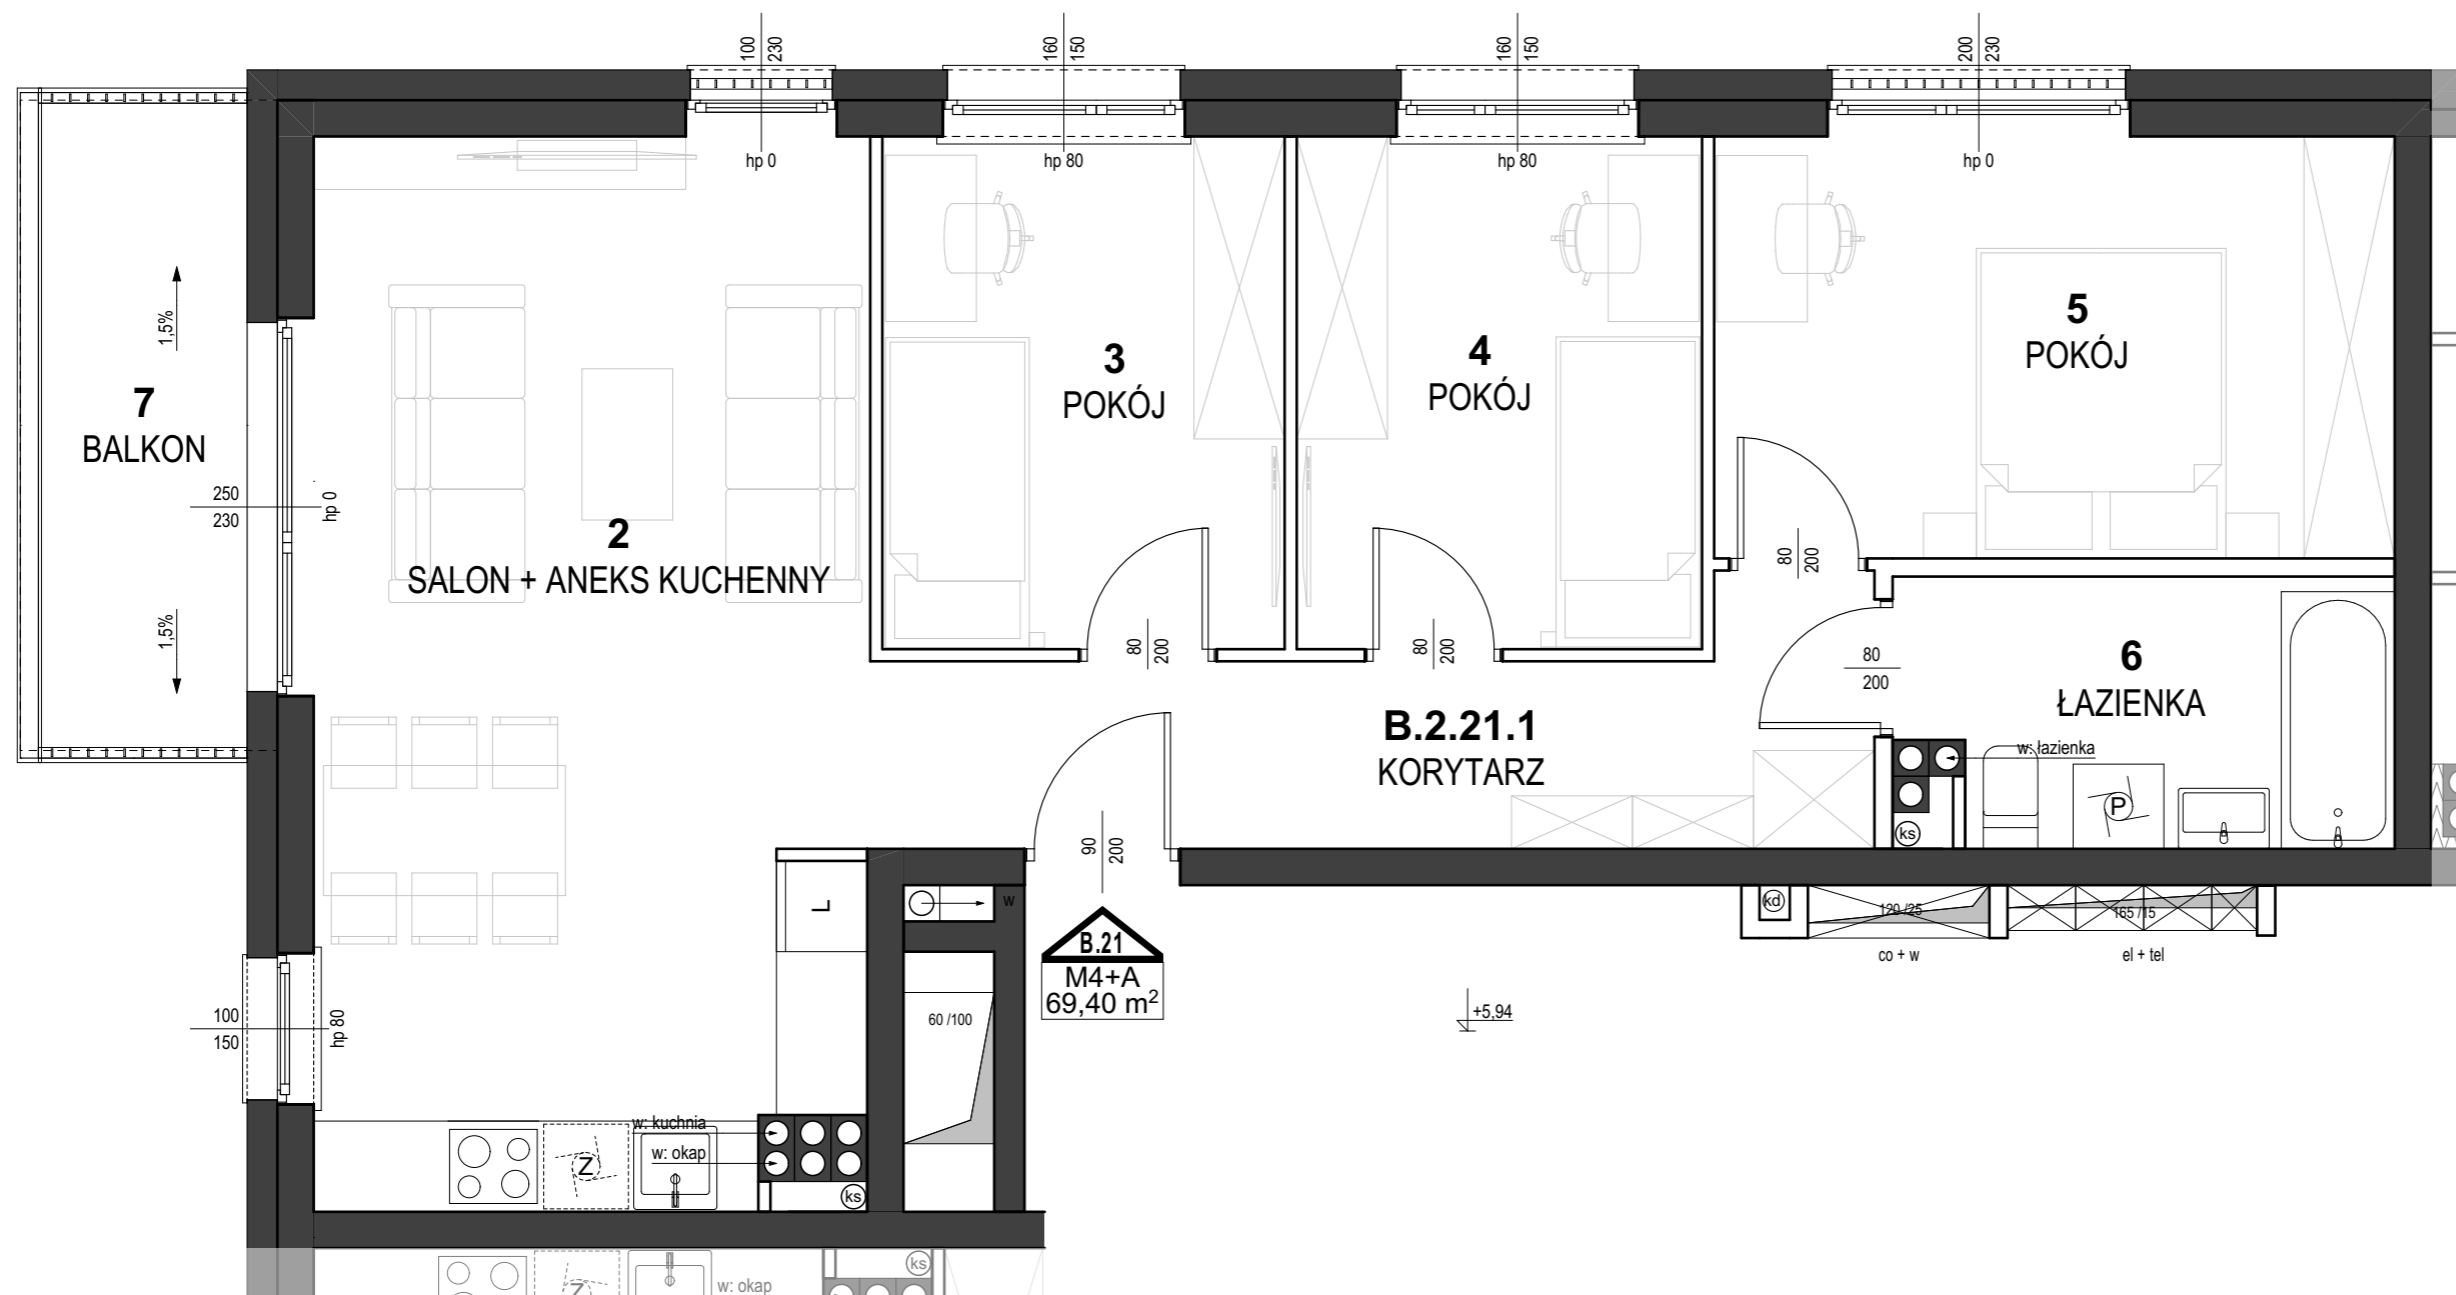 100
230
160
150
160
150
200
230
hp 0
hp 80
hp 80
hp 0
1,5%
7
BALKON
250
230
hp 0
1,5%
2
SALON + ANEKS KUCHENNY
3
POKÓJ
4
POKÓJ
5
POKÓJ
80
200
80
200
80
200
80
200
6
ŁAZIENKA
w: łazienka
P
ks
B.2.21.1
KORYTARZ
90
200
L
w
B.21
M4+A
69,40 m²
kd
120 /25
165 /15
co + w
el + tel
+5,94
60 /100
100
150
hp 80
w: kuchnia
w: okap
Z
ks
ks
w: okap
Z